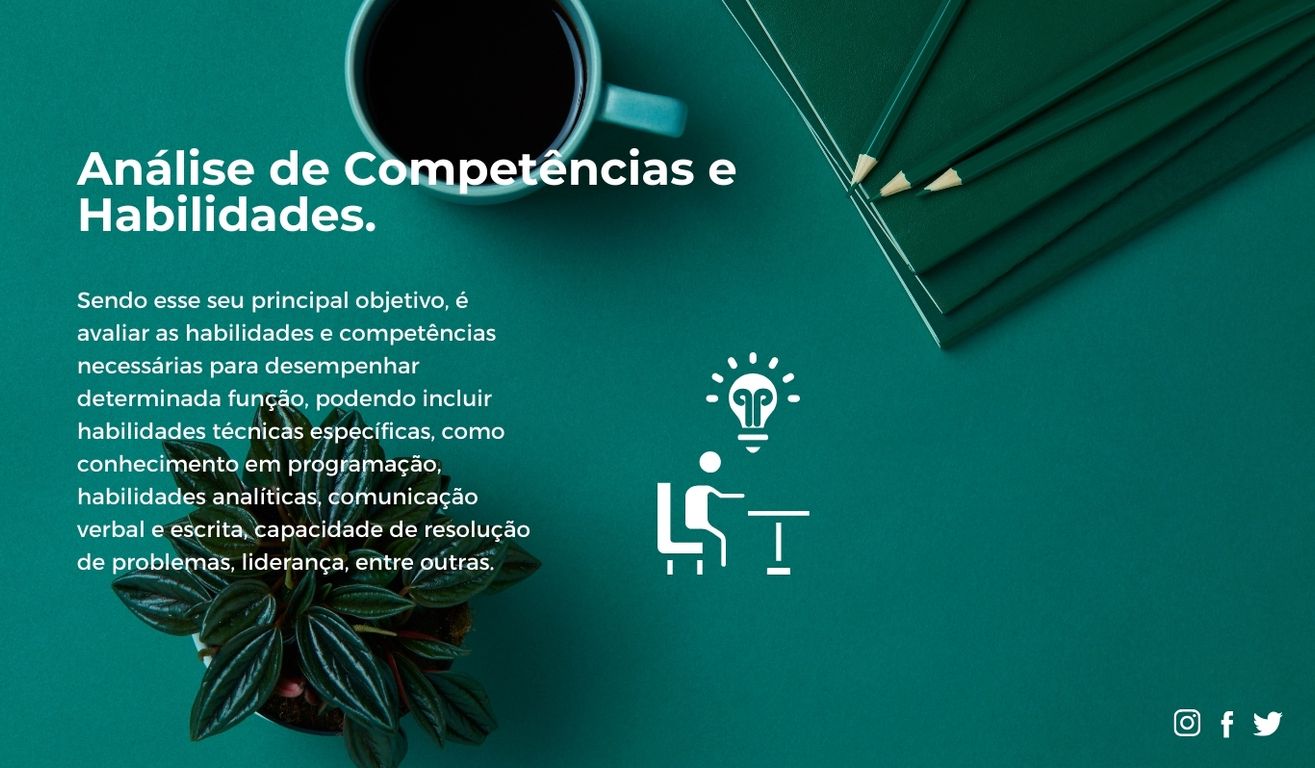 Análise de Competências e
Habilidades.
Sendo esse seu principal objetivo, é
avaliar as habilidades e competências
necessárias para desempenhar
determinada função, podendo incluir
habilidades técnicas específicas, como
conhecimento em programação,
habilidades analíticas, comunicação
verbal e escrita, capacidade de resolução
de problemas, liderança, entre outras.